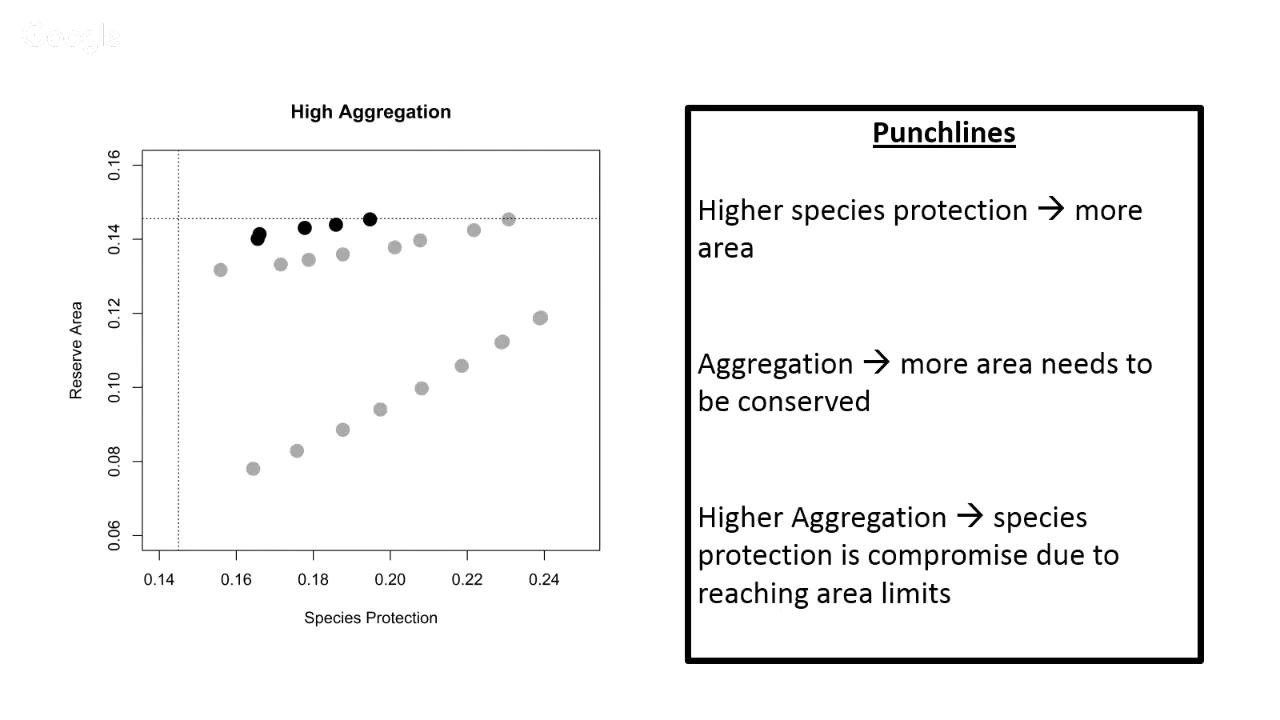 Google
High Aggregation
0.16
0.14
0.12
0.10
0.08
0.06
Reserve Area
0.14 0.16 0.18 0.20 0.22 0.24
Species Protection
Punchlines
Higher species protection → more
area
Aggregation → more area needs to
be conserved
Higher Aggregation → species
protection is compromise due to
reaching area limits